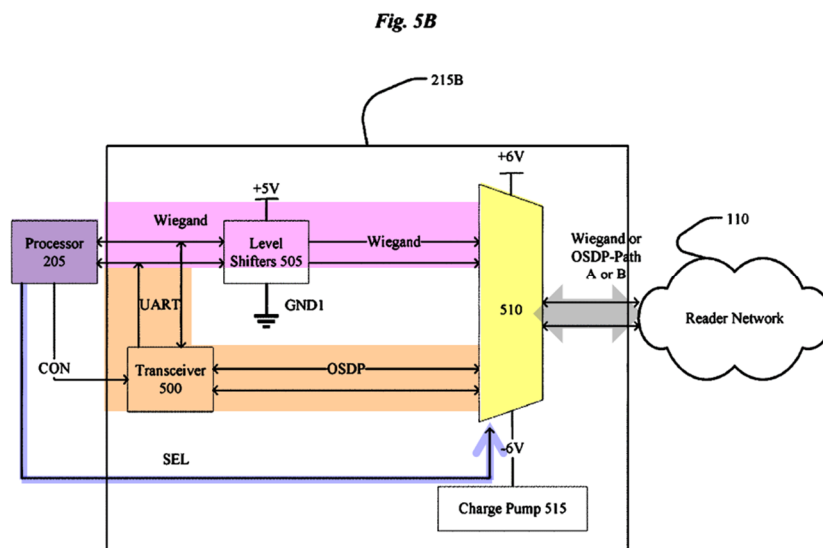 Fig. 5B
215B
+6V
+5V
110
Wiegand
Processor
205
Level
Shifters 505
Wiegand
Wiegand or
OSDP-Path
A or B
510
Reader Network
UART
GND1
CON
Transceiver
500
OSDP
SEL
-6V
Charge Pump 515